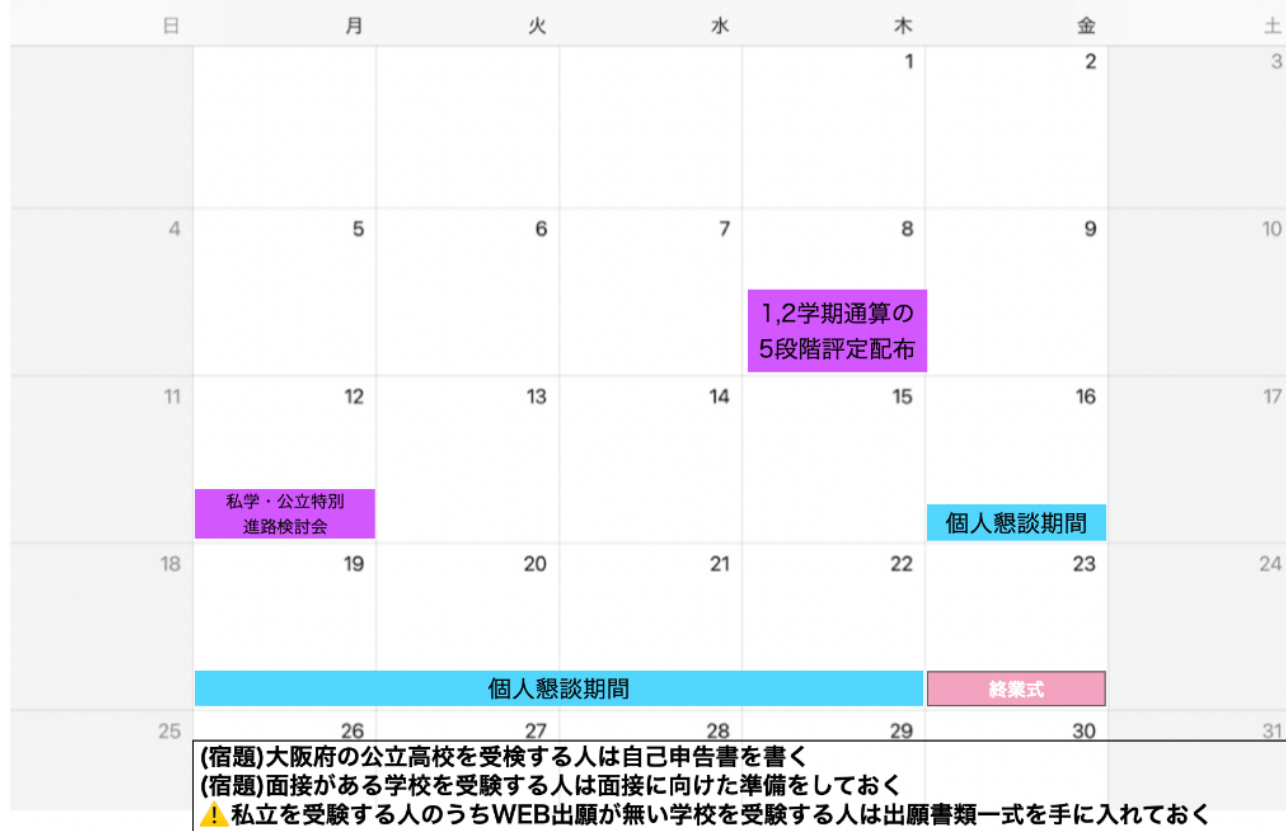 日 月 火 水 木 金 土
1 2 3
4 5 6 7 8 9 10
1,2学期通算の
5段階評定配布
11 12 13 14 15 16 17
私学・公立特別
進路検討会
個人懇談期間
18 19 20 21 22 23 24
個人懇談期間 終業式
25 26 27 28 29 30 31
(宿題)大阪府の公立高校を受検する人は自己申告書を書く
(宿題)面接がある学校を受験する人は面接に向けた準備をしておく
⚠️私立を受験する人のうちWEB出願が無い学校を受験する人は出願書類一式を手に入れておく